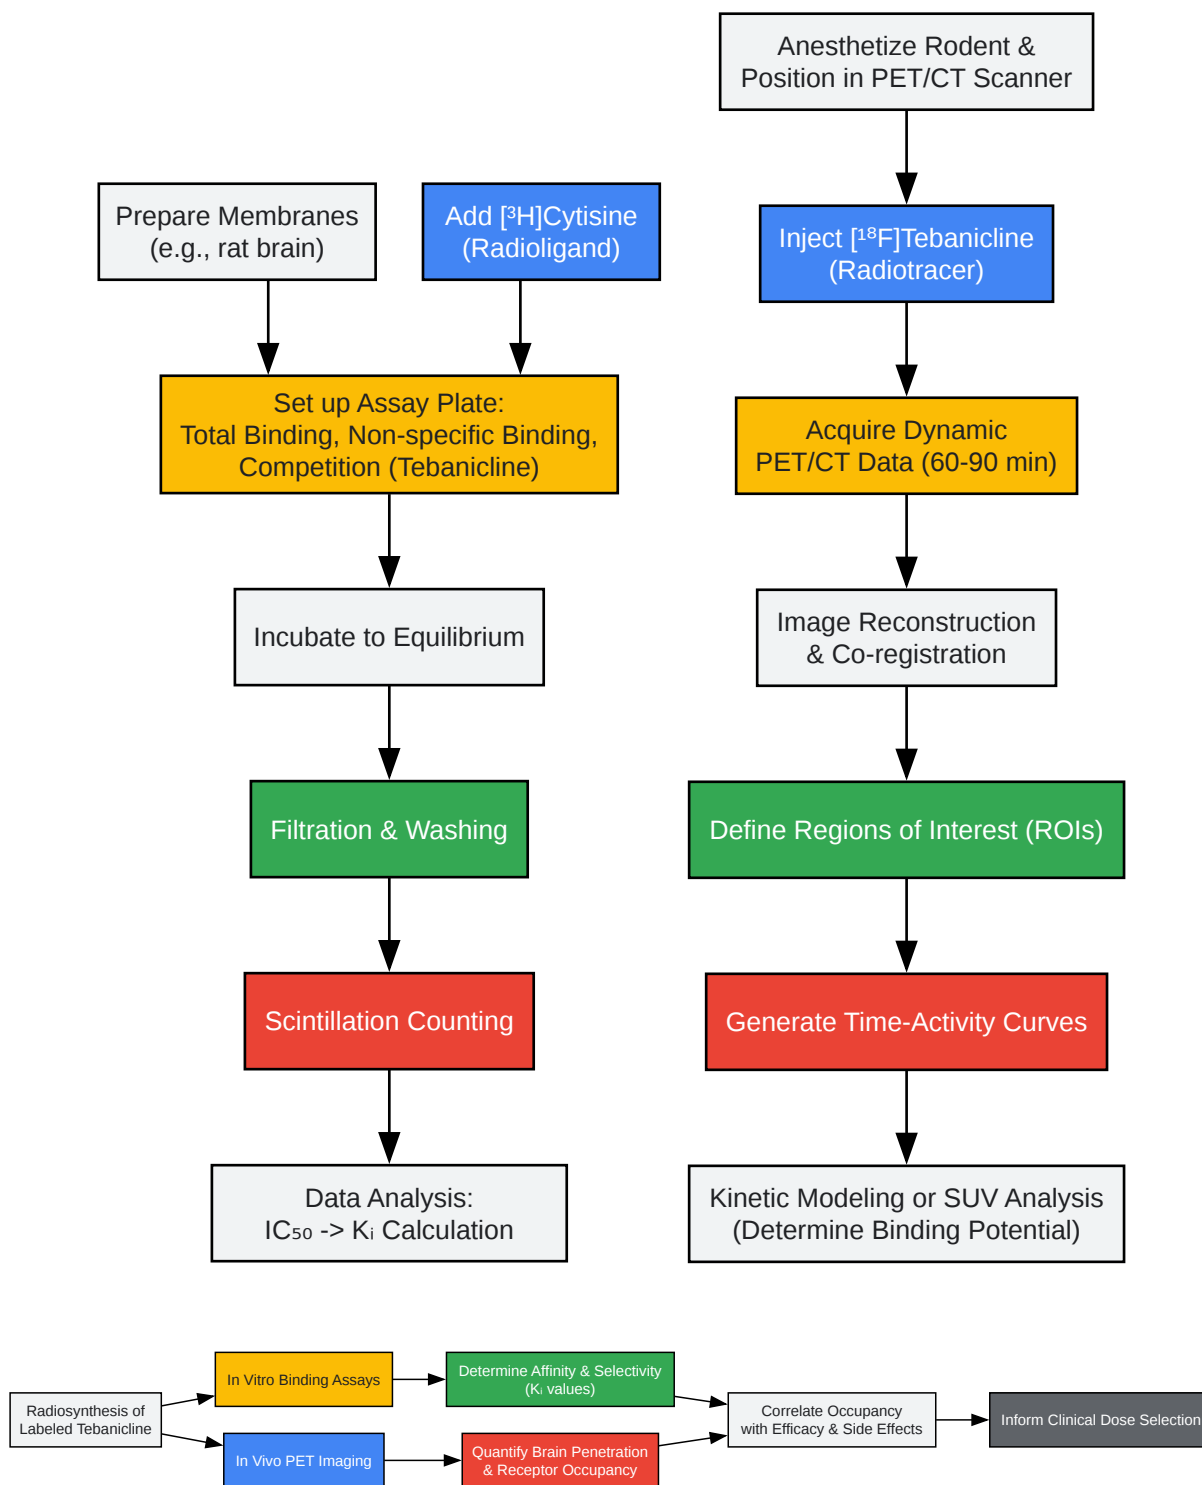 Anesthetize Rodent &
Position in PET/CT Scanner
Prepare Membranes
(e.g., rat brain)
Add [³H]Cytisine
(Radioligand)
Inject [¹⁸F]Tebanicline
(Radiotracer)
Set up Assay Plate:
Total Binding, Non-specific Binding,
Competition (Tebanicline)
Acquire Dynamic
PET/CT Data (60-90 min)
Incubate to Equilibrium
Image Reconstruction
& Co-registration
Filtration & Washing
Define Regions of Interest (ROIs)
Scintillation Counting
Generate Time-Activity Curves
Data Analysis:
IC₅₀ -> Kᵢ Calculation
Kinetic Modeling or SUV Analysis
(Determine Binding Potential)
Radiosynthesis of
Labeled Tebanicline
In Vitro Binding Assays
Determine Affinity & Selectivity
(Kᵢ values)
In Vivo PET Imaging
Quantify Brain Penetration
& Receptor Occupancy
Correlate Occupancy
with Efficacy & Side Effects
Inform Clinical Dose Selection